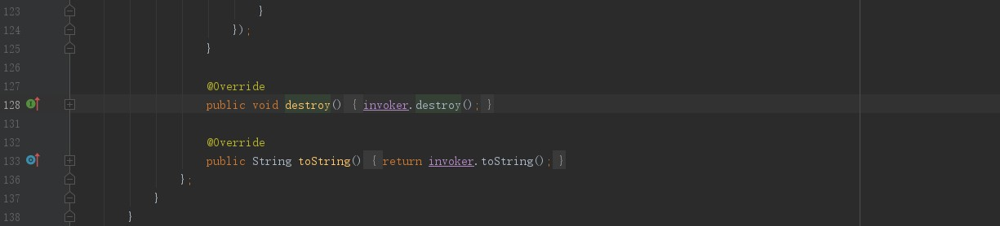 123 }
124 });
125 }
126
127 @Override
128 public void destroy() { invoker.destroy(); }
131
132 @Override
133 public String toString() { return invoker.toString(); }
136 };
137 }
138 }